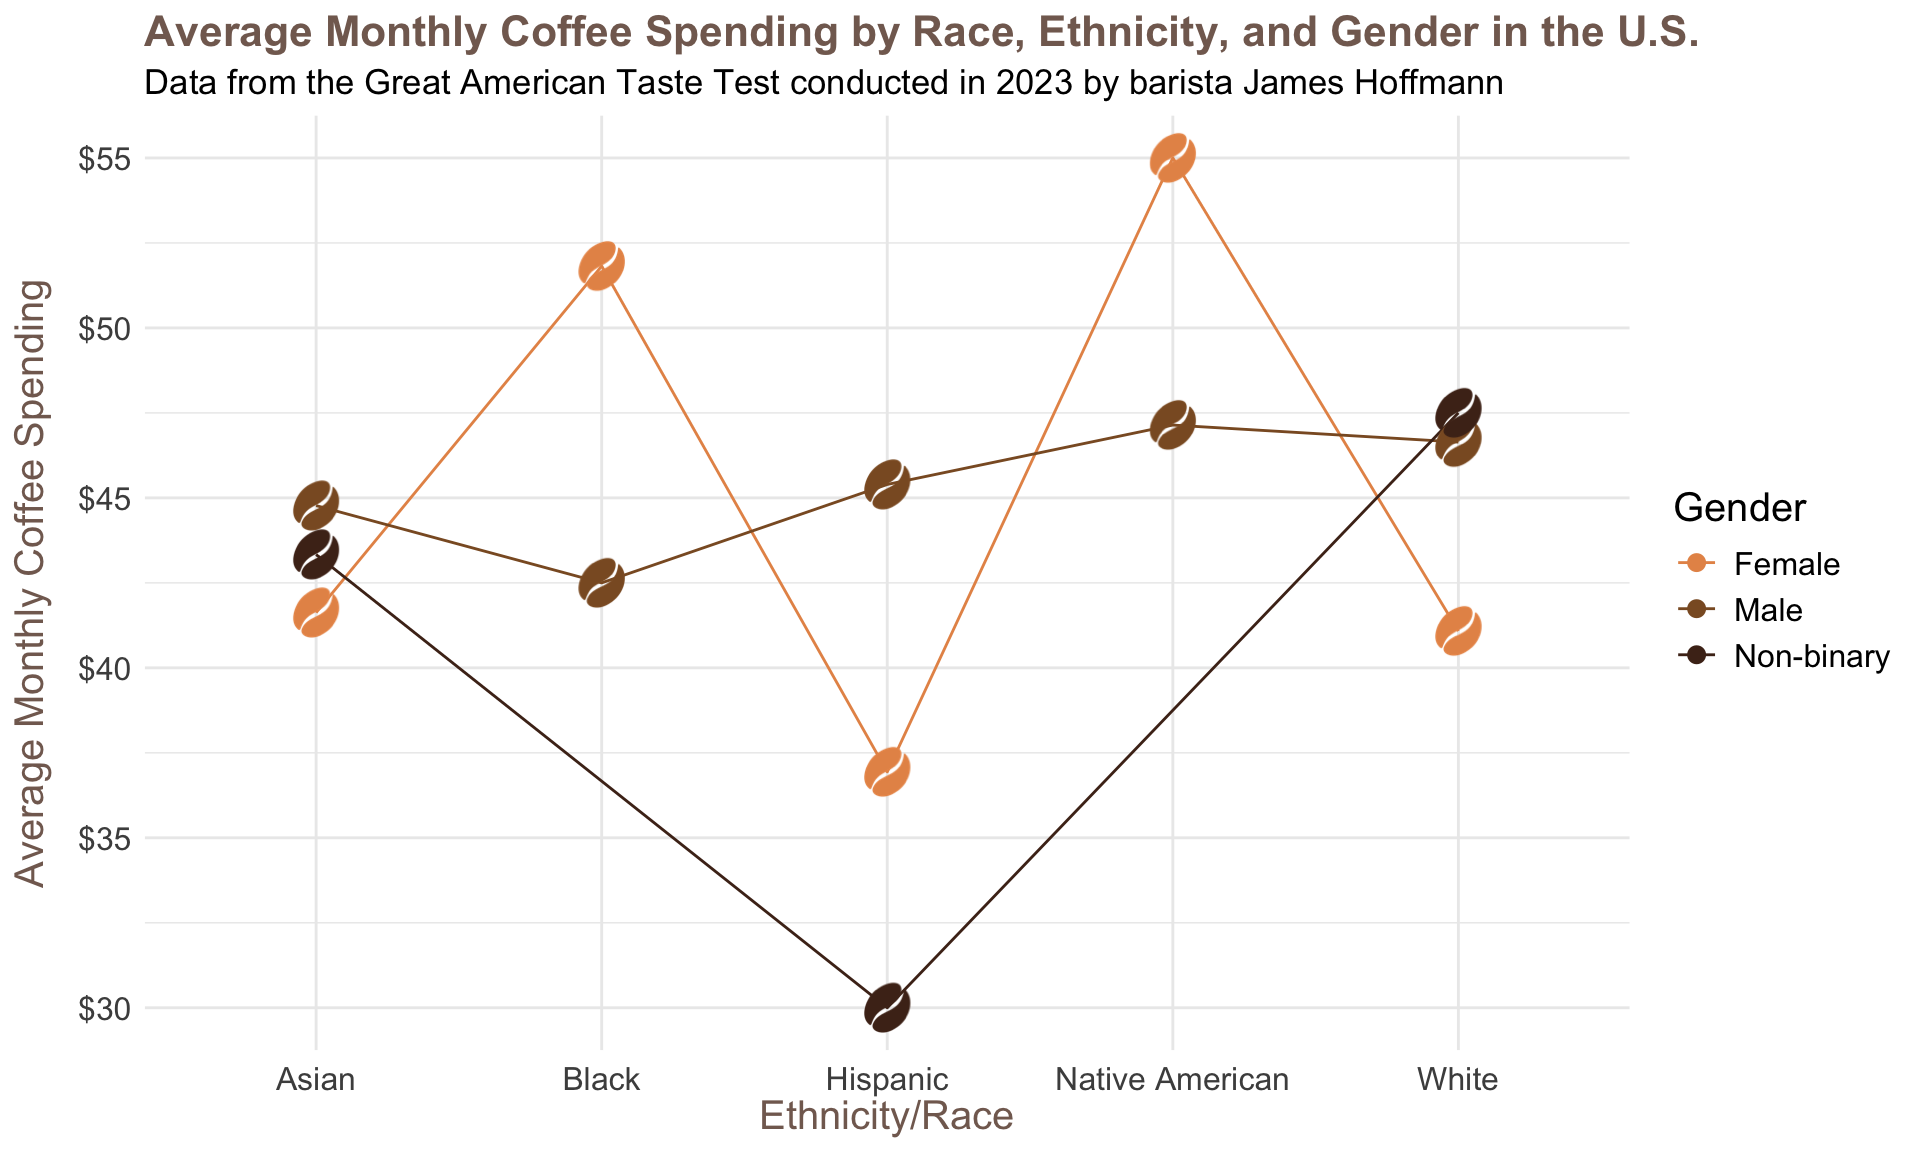 Average Monthly Coffee Spending by Race, Ethnicity, and Gender in the U.S.
Data from the Great American Taste Test conducted in 2023 by barista James Hoffmann
Average Monthly Coffee Spending
$55
$50
$45
$40
$35
$30
Asian
Black
Hispanic
Native American
White
Ethnicity/Race
Gender
Female
Male
Non-binary